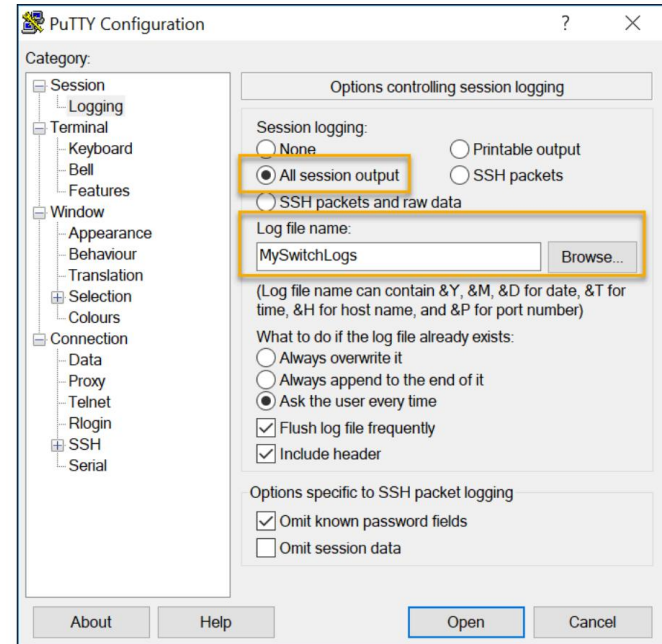 PuTTY Configuration
?
Category:
Session
Logging
Terminal
Keyboard
Bell
Features
Window
Appearance
Behaviour
Translation
Selection
Colours
Connection
Data
Proxy
Telnet
Rlogin
SSH
Serial
Options controlling session logging
Session logging:
None Printable output
All session output SSH packets
SSH packets and raw data
Log file name:
MySwitchLogs Browse...
(Log file name can contain &Y, &M, &D for date, &T for
time, &H for host name, and &P for port number)
What to do if the log file already exists:
Always overwrite it
Always append to the end of it
Ask the user every time
Flush log file frequently
Include header
Options specific to SSH packet logging
Omit known password fields
Omit session data
About Help Open Cancel